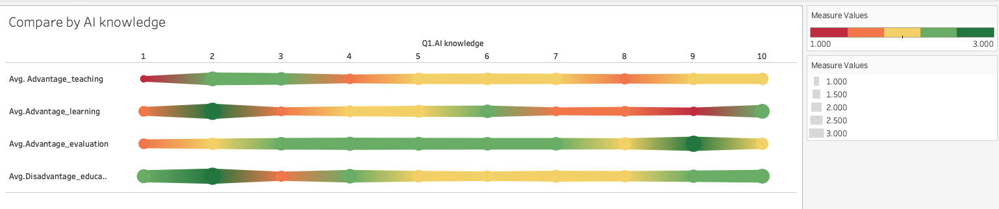 Compare by AI knowledge
Q1.AI knowledge
1 2 3 4 5 6 7 8 9 10
Avg. Advantage_teaching
Avg.Advantage_learning
Avg.Advantage_evaluation
Avg.Disadvantage_educa..
Measure Values
1.000 3.000
Measure Values
1.000
1.500
2.000
2.500
3.000